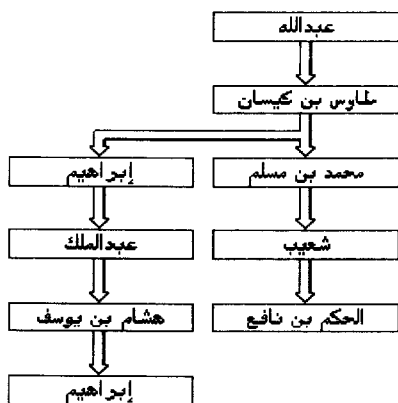 عبدالله
طاوس بن كيسان
محمد بن مسلم
إبراهيم
شعيب
عبدالملك
الحكم بن نافع
هشام بن يوسف
إبراهيم